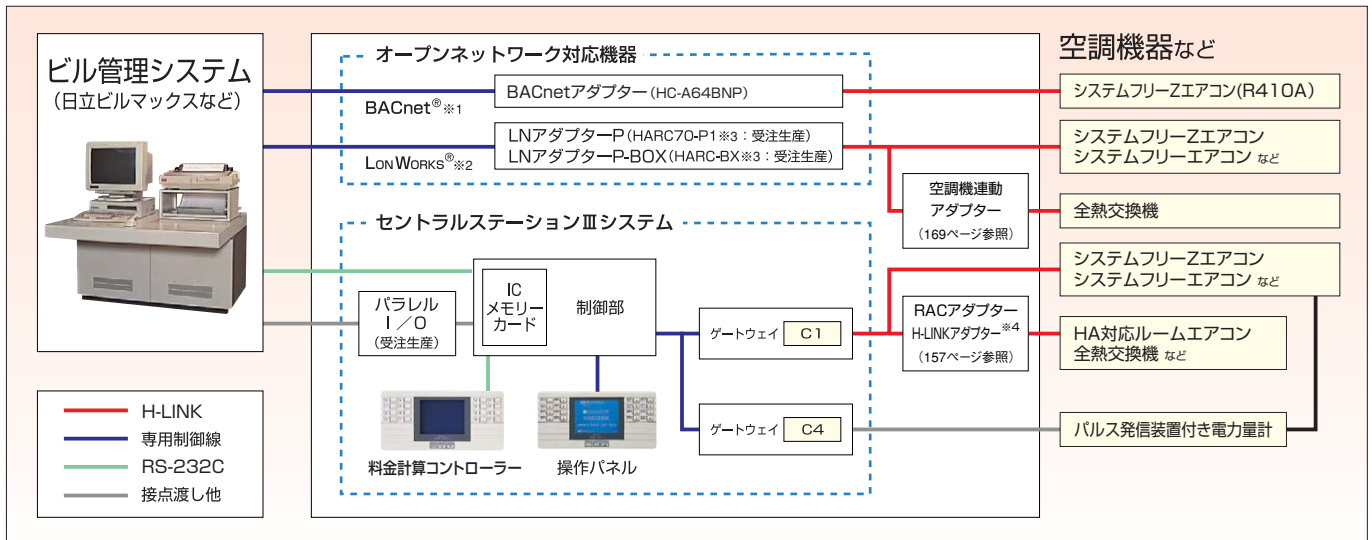 ビル管理システム
（日立ビルマックスなど）
オープンネットワーク対応機器
BACnet®※1
BACnetアダプター（HC-A64BNP）
LONWORKS®※2
LNアダプターP（HARC70-P1※3：受注生産）
LNアダプターP-BOX（HARC-BX※3：受注生産）
空調機連動
アダプター
（169ページ参照）
空調機器など
システムフリーZエアコン(R410A)
システムフリーZエアコン
システムフリーエアコン など
全熱交換機
システムフリーZエアコン
システムフリーエアコン など
セントラルステーションⅢシステム
パラレル
I／O
（受注生産）
IC
メモリー
カード
制御部
ゲートウェイ C1
ゲートウェイ C4
RACアダプター
H-LINKアダプター※4
（157ページ参照）
HA対応ルームエアコン
全熱交換機 など
パルス発信装置付き電力量計
料金計算コントローラー
操作パネル
H-LINK
専用制御線
RS-232C
接点渡し他